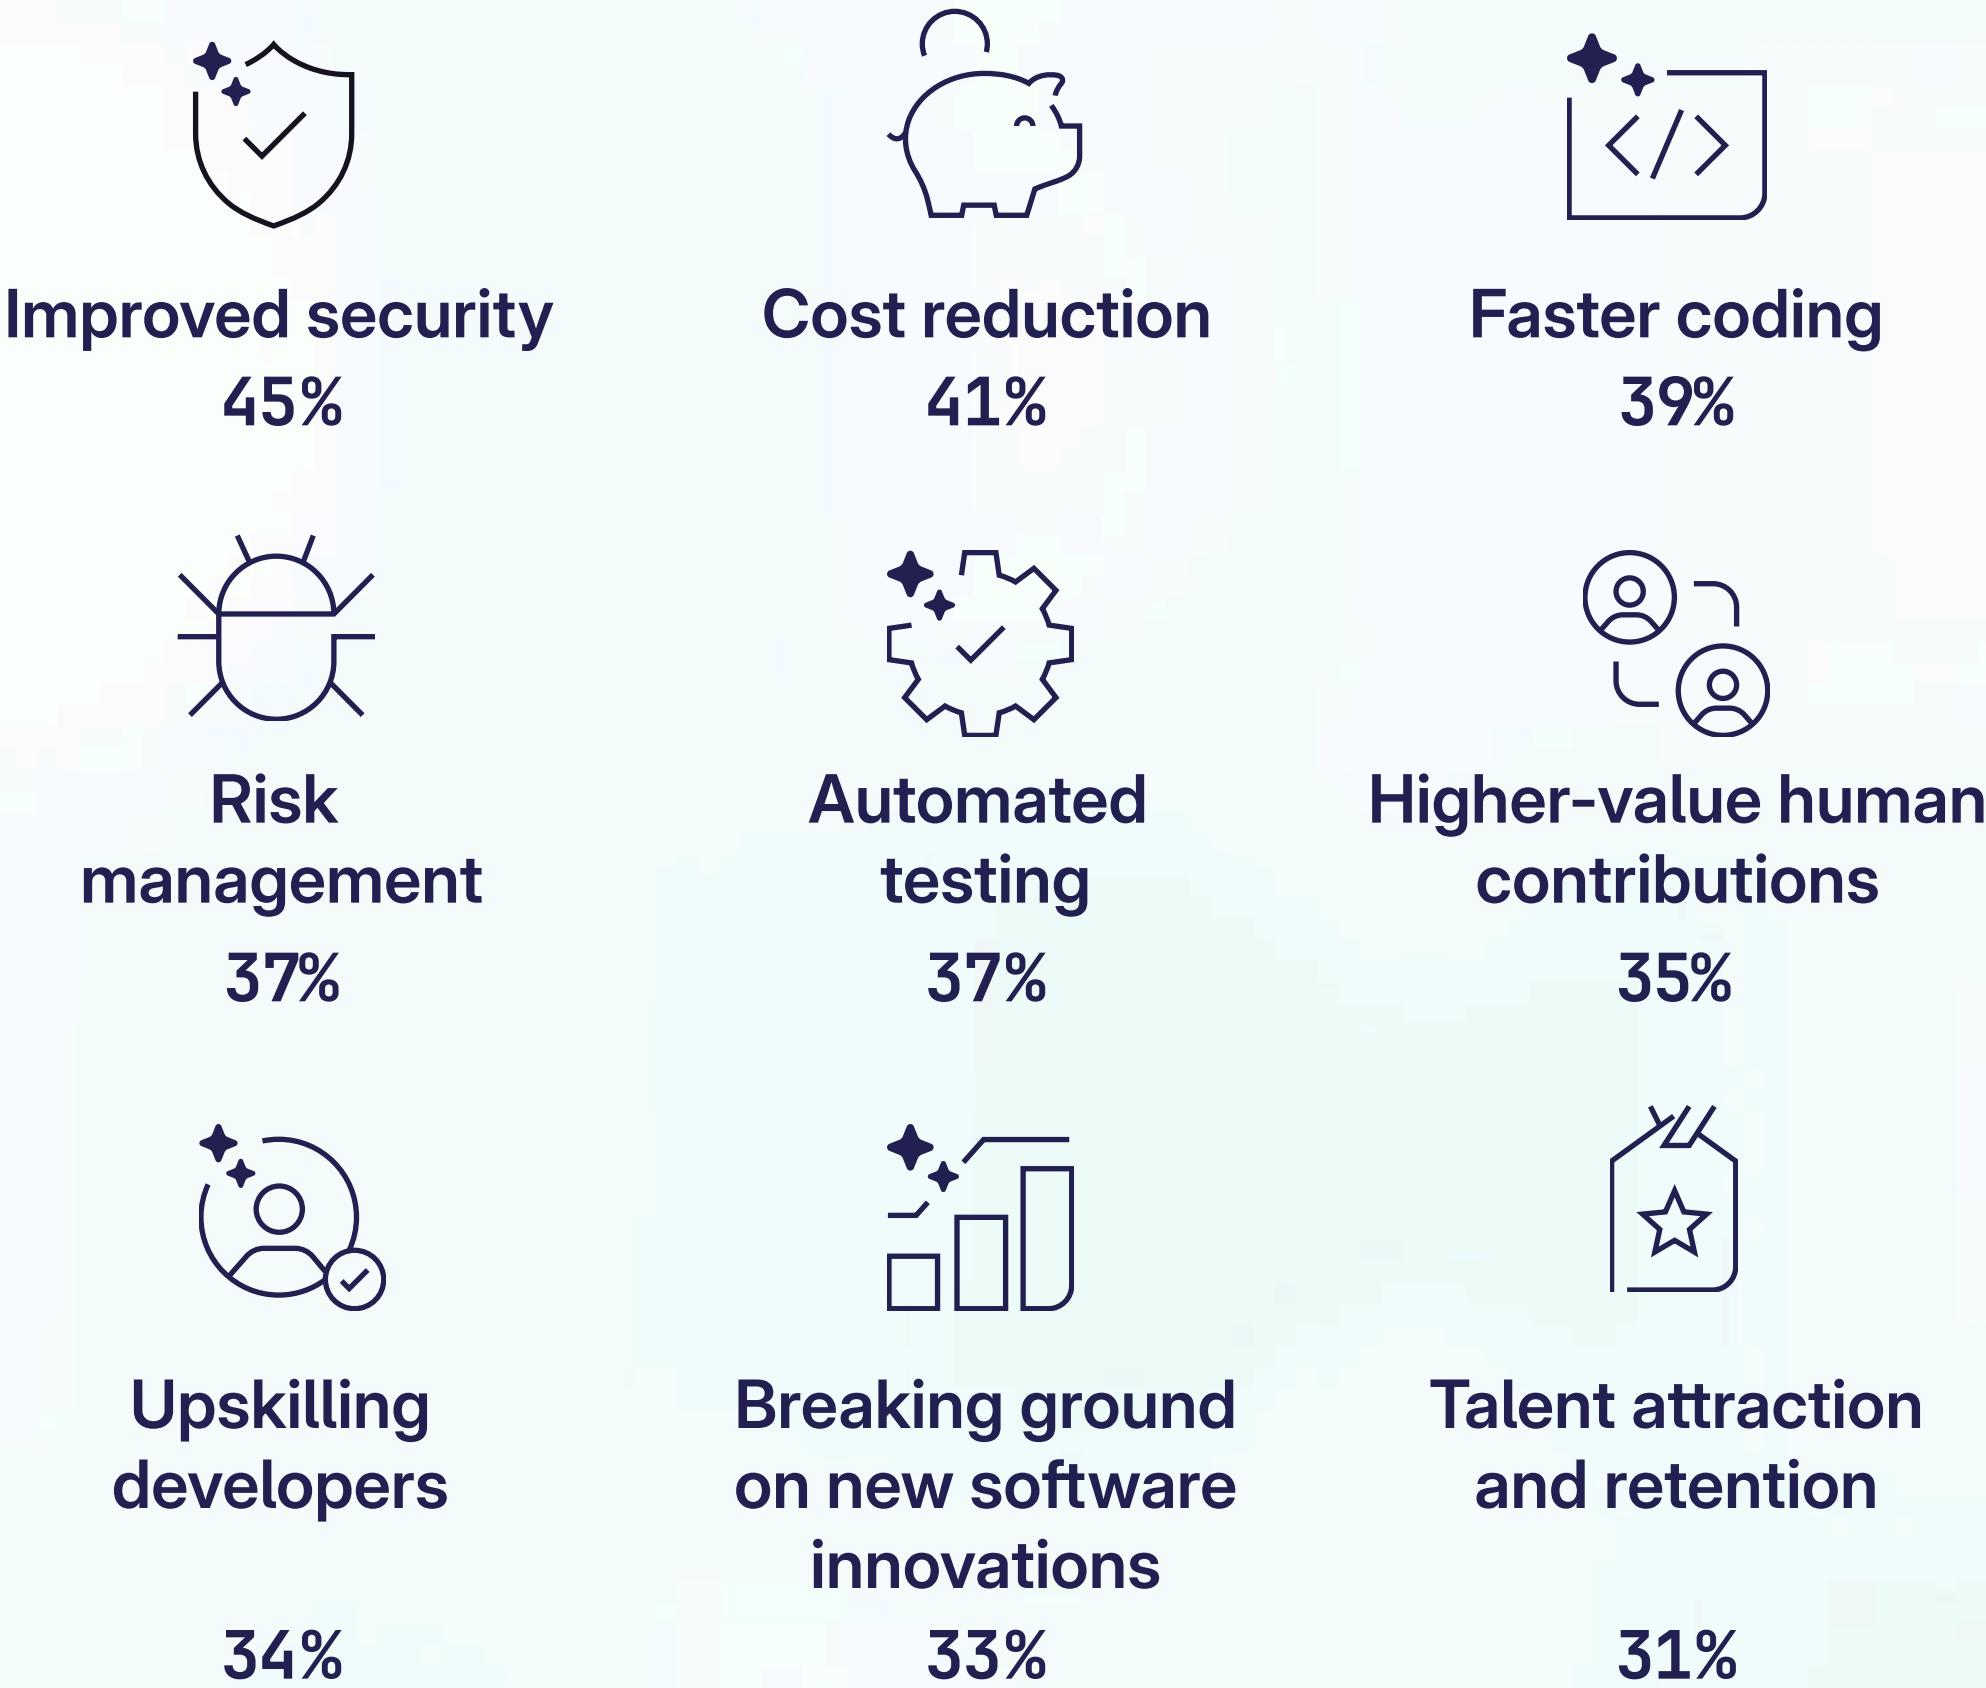 Improved security
45%
Cost reduction
41%
Faster coding
39%
Risk
management
37%
Automated
testing
37%
Higher-value human
contributions
35%
Upskilling
developers
34%
Breaking ground
on new software
innovations
33%
Talent attraction
and retention
31%